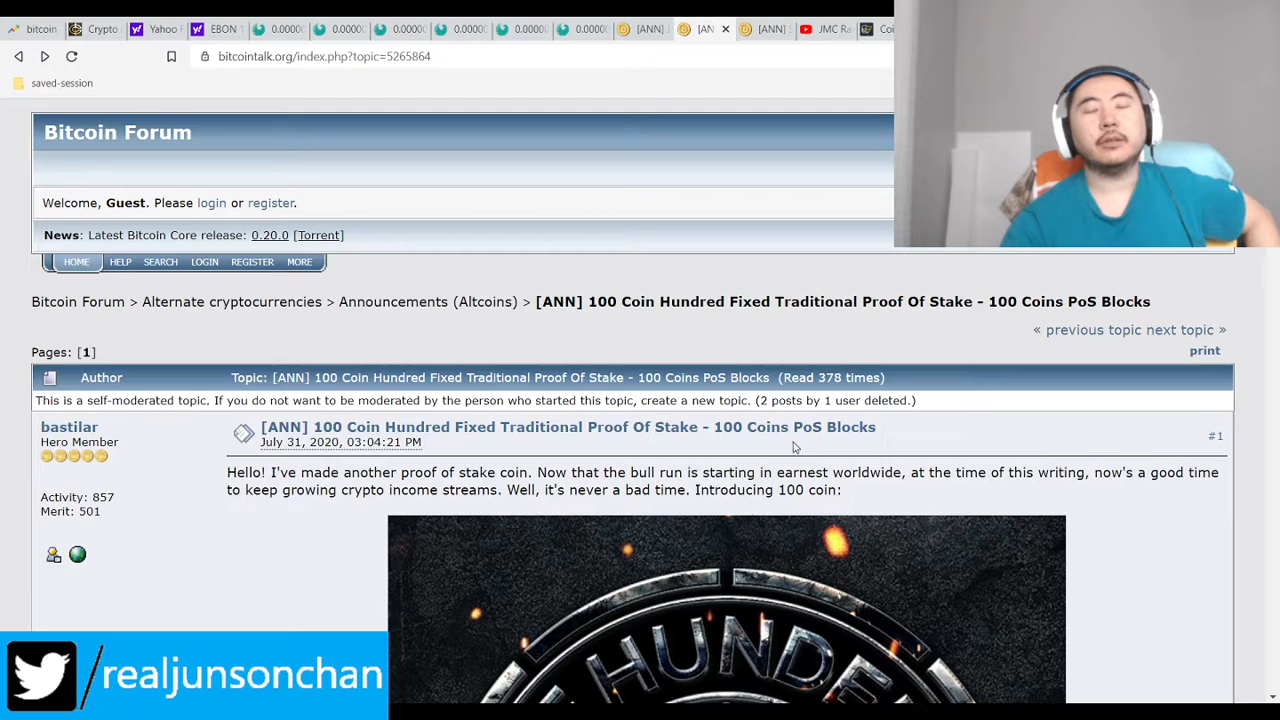 bitcoin
Crypto
Yahoo
EBON
0.0000
0.0000
0.0000
0.0000
0.0000
0.0000
[ANN]
[AN
[ANN]
JMC Ra
Coi
bitcointalk.org/index.php?topic=5265864
saved-session
Bitcoin Forum
Welcome, Guest. Please login or register.
News: Latest Bitcoin Core release: 0.20.0 [Torrent]
HOME HELP SEARCH LOGIN REGISTER MORE
Bitcoin Forum > Alternate cryptocurrencies > Announcements (Altcoins) > [ANN] 100 Coin Hundred Fixed Traditional Proof Of Stake - 100 Coins PoS Blocks
« previous topic next topic »
Pages: [1]
print
Author
Topic: [ANN] 100 Coin Hundred Fixed Traditional Proof Of Stake - 100 Coins PoS Blocks (Read 378 times)
This is a self-moderated topic. If you do not want to be moderated by the person who started this topic, create a new topic. (2 posts by 1 user deleted.)
bastilar
Hero Member
Activity: 857
Merit: 501
[ANN] 100 Coin Hundred Fixed Traditional Proof Of Stake - 100 Coins PoS Blocks
July 31, 2020, 03:04:21 PM
#1
Hello! I've made another proof of stake coin. Now that the bull run is starting in earnest worldwide, at the time of this writing, now's a good time
to keep growing crypto income streams. Well, it's never a bad time. Introducing 100 coin:
HUNDE
/realjunsonchan